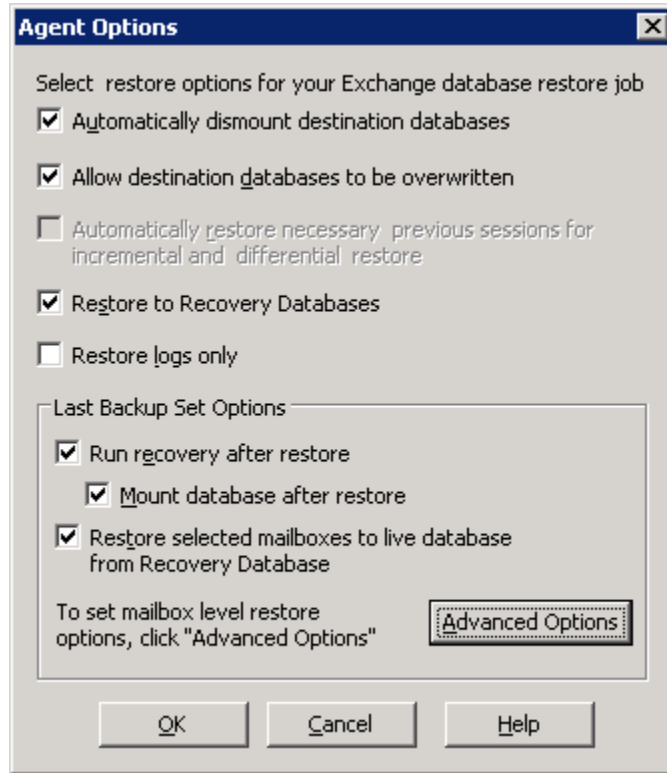 Agent Options
Select restore options for your Exchange database restore job
Automatically dismount destination databases
Allow destination databases to be overwritten
Automatically restore necessary previous sessions for
incremental and differential restore
Restore to Recovery Databases
Restore logs only
Last Backup Set Options
Run recovery after restore
Mount database after restore
Restore selected mailboxes to live database
from Recovery Database
To set mailbox level restore
options, click "Advanced Options"
Advanced Options
OK Cancel Help